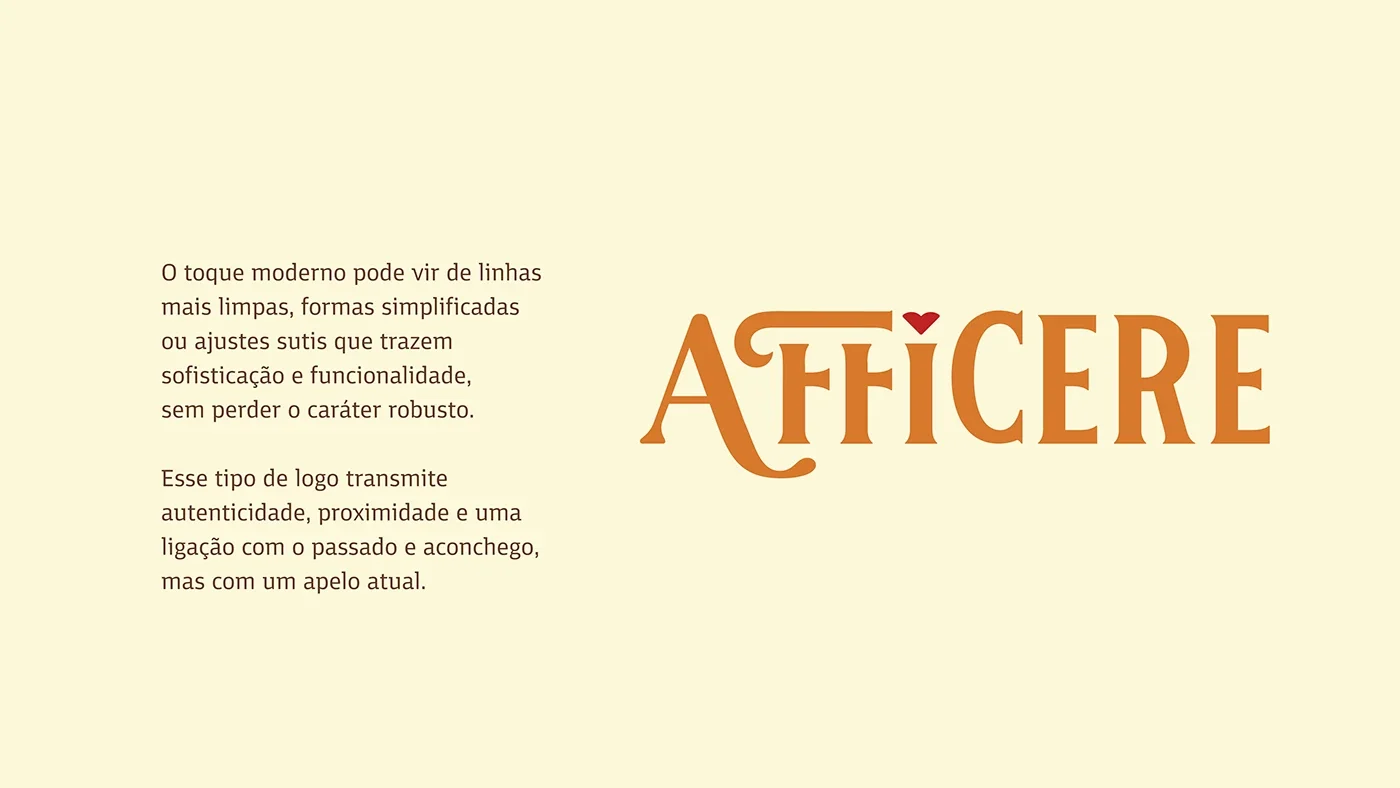 O toque moderno pode vir de linhas
mais limpas, formas simplificadas
ou ajustes sutis que trazem
sofisticação e funcionalidade,
sem perder o caráter robusto.
Esse tipo de logo transmite
autenticidade, proximidade e uma
ligação com o passado e aconchego,
mas com um apelo atual.
AFFiCERE